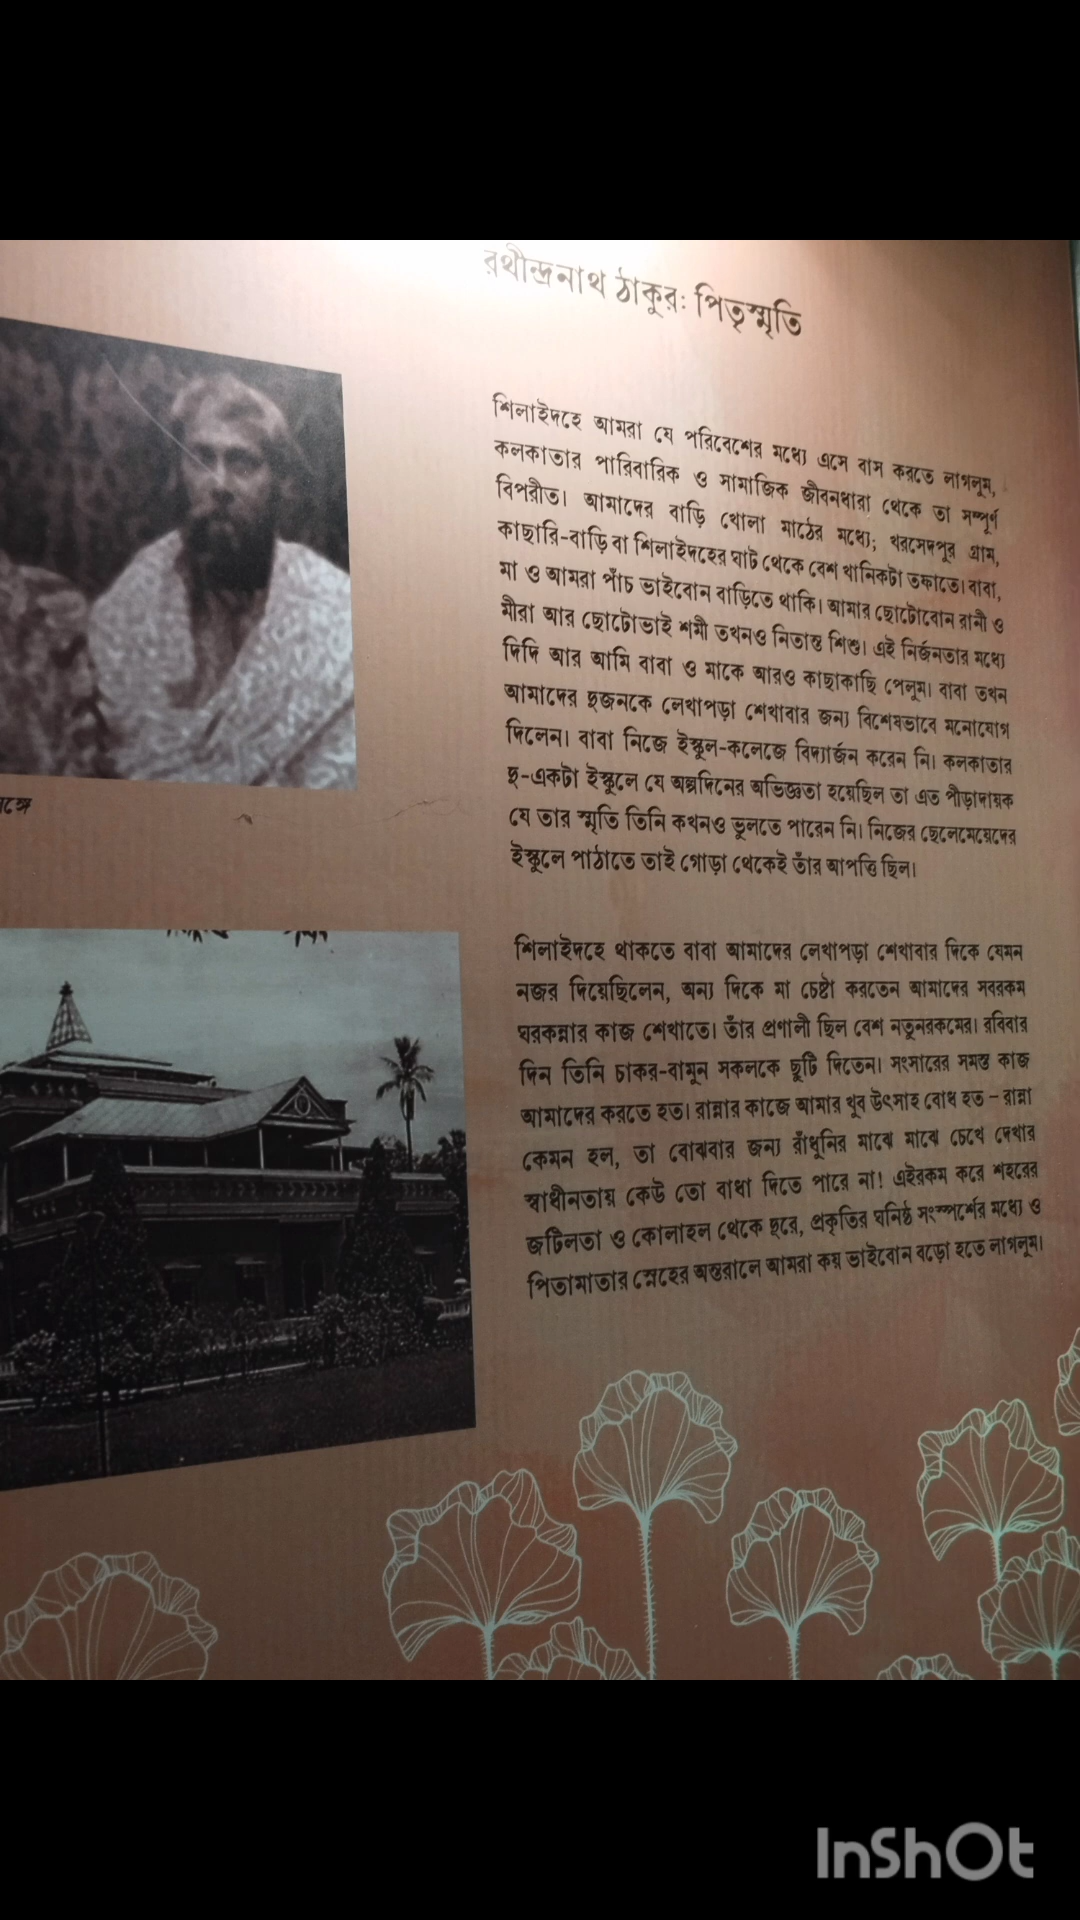 রথীন্দ্রনাথ ঠাকুর: পিতৃস্মৃতি
শিলাইদহে আমরা যে পরিবেশের মধ্যে এসে বাস করতে লাগলুম,
কলকাতার পারিবারিক ও সামাজিক জীবনধারা থেকে তা সম্পূর্ণ
বিপরীত। আমাদের বাড়ি খোলা মাঠের মধ্যে; খরসেদপুর গ্রাম,
কাছারি-বাড়ি বা শিলাইদহের ঘাট থেকে বেশ খানিকটা তফাতে। বাবা,
মা ও আমরা পাঁচ ভাইবোন বাড়িতে থাকি। আমার ছোটোবোন রানী ও
মীরা আর ছোটোভাই শমী তখনও নিতান্ত শিশু। এই নির্জনতার মধ্যে
দিদি আর আমি বাবা ও মাকে আরও কাছাকাছি পেলুম। বাবা তখন
আমাদের দুজনকে লেখাপড়া শেখাবার জন্য বিশেষভাবে মনোযোগ
দিলেন। বাবা নিজে ইস্কুল-কলেজে বিদ্যার্জন করেন নি। কলকাতার
দু-একটা ইস্কুলে যে অল্পদিনের অভিজ্ঞতা হয়েছিল তা এত পীড়াদায়ক
যে তার স্মৃতি তিনি কখনও ভুলতে পারেন নি। নিজের ছেলেমেয়েদের
ইস্কুলে পাঠাতে তাই গোড়া থেকেই তাঁর আপত্তি ছিল।
শিলাইদহে থাকতে বাবা আমাদের লেখাপড়া শেখাবার দিকে যেমন
নজর দিয়েছিলেন, অন্য দিকে মা চেষ্টা করতেন আমাদের সবরকম
ঘরকন্নার কাজ শেখাতে। তাঁর প্রণালী ছিল বেশ নতুনরকমের। রবিবার
দিন তিনি চাকর-বামুন সকলকে ছুটি দিতেন। সংসারের সমস্ত কাজ
আমাদের করতে হত। রান্নার কাজে আমার খুব উৎসাহ বোধ হত – রান্না
কেমন হল, তা বোঝবার জন্য রাঁধুনির মাঝে মাঝে চেখে দেখার
স্বাধীনতায় কেউ তো বাধা দিতে পারে না! এইরকম করে শহরের
জটিলতা ও কোলাহল থেকে দূরে, প্রকৃতির ঘনিষ্ঠ সংস্পর্শের মধ্যে ও
পিতামাতার স্নেহের অন্তরালে আমরা কয় ভাইবোন বড়ো হতে লাগলুম।
InShOt